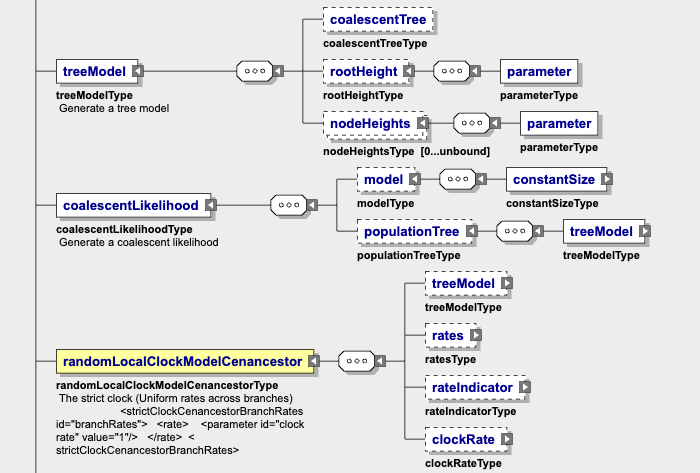 coalescentTree
coalescentTreeType
treeModel
treeModelType
Generate a tree model
rootHeight
rootHeightType
parameter
parameterType
nodeHeights
nodeHeightsType [0...unbound]
parameter
parameterType
coalescentLikelihood
coalescentLikelihoodType
Generate a coalescent likelihood
model
modelType
constantSize
constantSizeType
populationTree
populationTreeType
treeModel
treeModelType
randomLocalClockModelCenancestor
randomLocalClockModelCenancestorType
The strict clock (Uniform rates across branches)
<strictClockCenancestorBranchRates
id="branchRates"> <rate> <parameter id="clock
rate" value="1"/> </rate> <
strictClockCenancestorBranchRates>
treeModel
treeModelType
rates
ratesType
rateIndicator
rateIndicatorType
clockRate
clockRateType